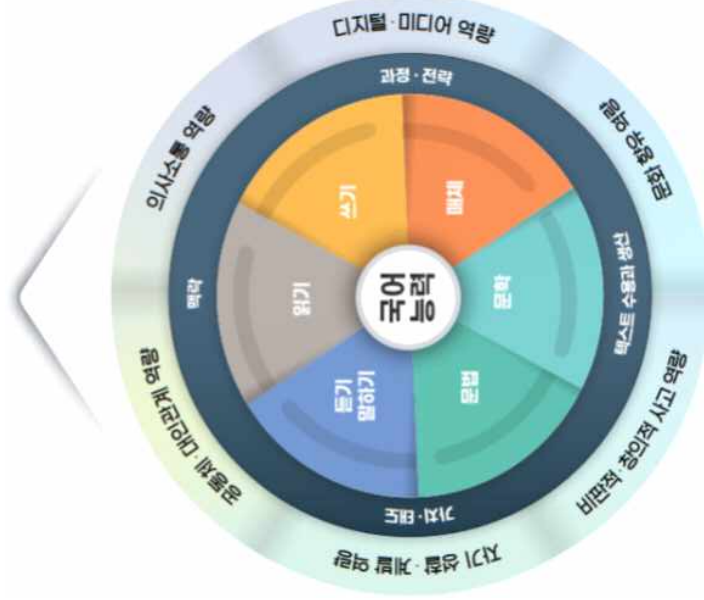 디지털·미디어 역량
문화 향유 역량
비판적·창의적 사고 역량
자기 성찰·계발 역량
공동체·대인관계 역량
의사소통 역량
과정·전략
텍스트 수용과 생산
가치·태도
맥락
쓰기
매체
문학
문법
듣기
말하기
읽기
국어
능력